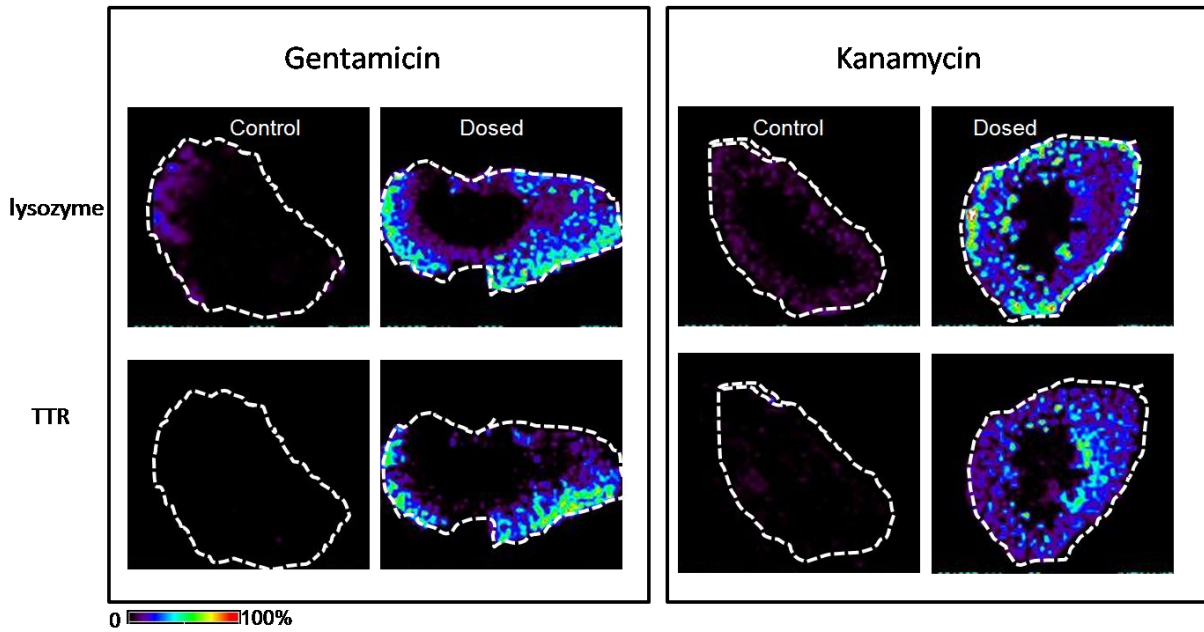 Gentamicin
Kanamycin
Control
Dosed
Control
Dosed
lysozyme
TTR
0
100%